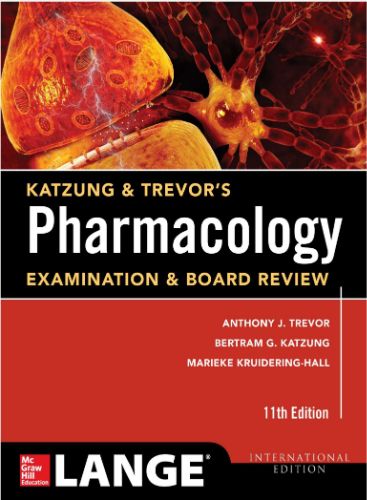 KATZUNG & TREVOR'S
Pharmacology
EXAMINATION & BOARD REVIEW
ANTHONY J. TREVOR
BERTRAM G. KATZUNG
MARIEKE KRUIDERING-HALL
11th Edition
Mc
Graw
Hill
Education
LANGE®
INTERNATIONAL
EDITION